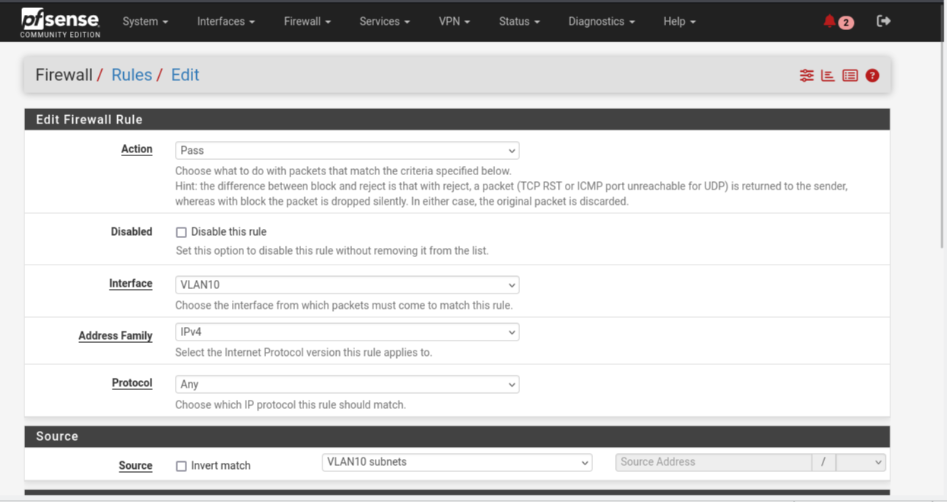 pfsense
COMMUNITY EDITION
System
Interfaces
Firewall
Services
VPN
Status
Diagnostics
Help
2
Firewall / Rules / Edit
?
Edit Firewall Rule
Action
Pass
Choose what to do with packets that match the criteria specified below.
Hint: the difference between block and reject is that with reject, a packet (TCP RST or ICMP port unreachable for UDP) is returned to the sender,
whereas with block the packet is dropped silently. In either case, the original packet is discarded.
Disabled
Disable this rule
Set this option to disable this rule without removing it from the list.
Interface
VLAN10
Choose the interface from which packets must come to match this rule.
Address Family
IPv4
Select the Internet Protocol version this rule applies to.
Protocol
Any
Choose which IP protocol this rule should match.
Source
Source
Invert match
VLAN10 subnets
Source Address
/